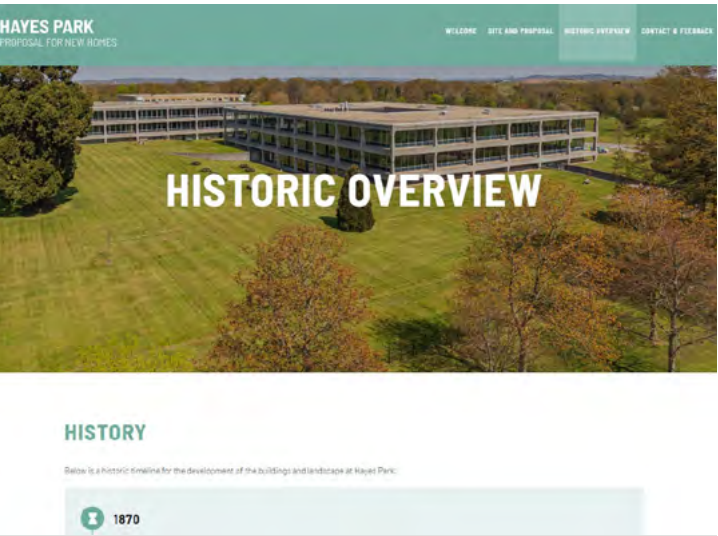 HAYES PARK
PROPOSAL FOR NEW HOMES
WELCOME SITE AND PROPOSAL HISTORIC OVERVIEW CONTACT & FEEDBACK
HISTORIC OVERVIEW
HISTORY
Below is a historic timeline for the development of the buildings and landscape at Hayes Park:
1870